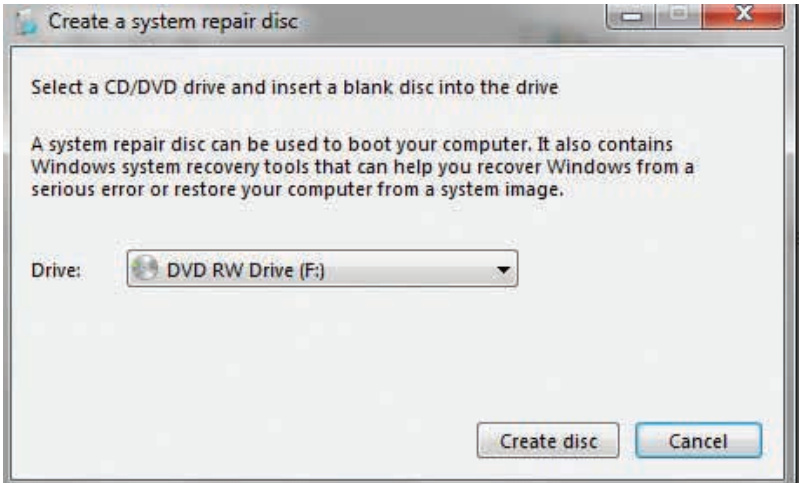 Create a system repair disc
Select a CD/DVD drive and insert a blank disc into the drive
A system repair disc can be used to boot your computer. It also contains
Windows system recovery tools that can help you recover Windows from a
serious error or restore your computer from a system image.
Drive: DVD RW Drive (F:)
Create disc Cancel